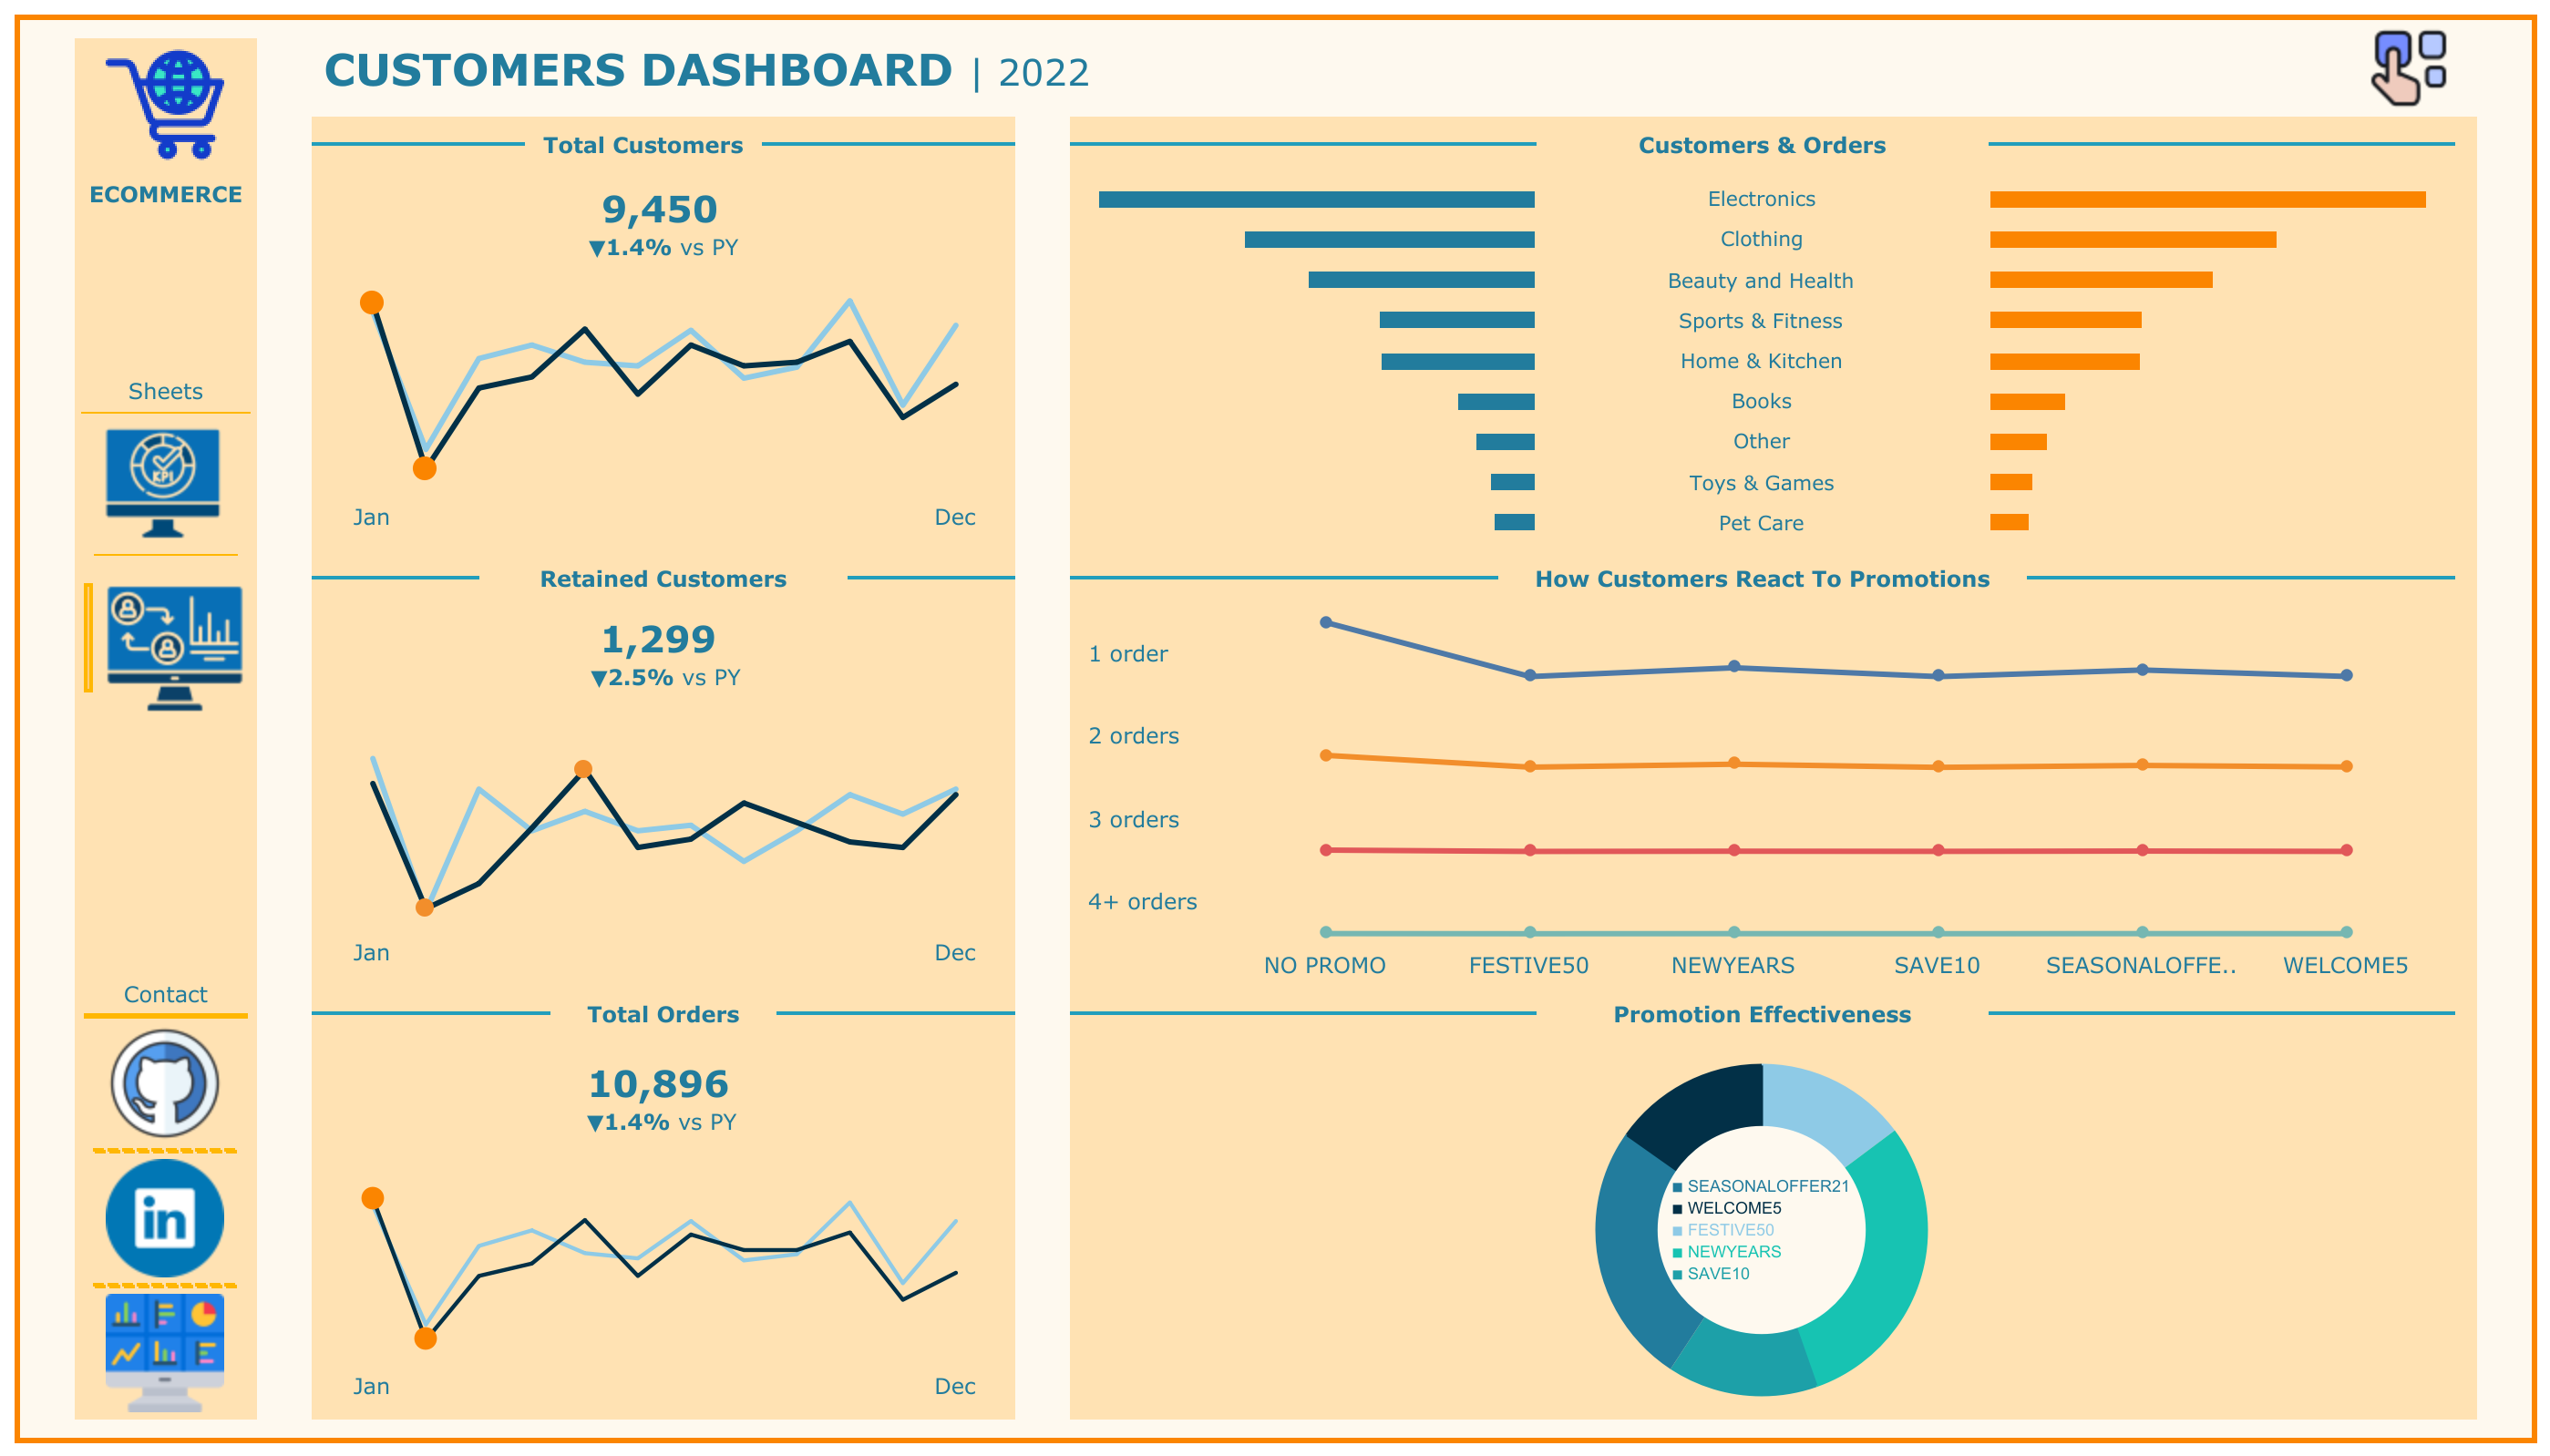 CUSTOMERS DASHBOARD | 2022
ECOMMERCE
Sheets
KPI
Contact
in
Total Customers
9,450
▼1.4% vs PY
Jan
Dec
Retained Customers
1,299
▼2.5% vs PY
Jan
Dec
Total Orders
10,896
▼1.4% vs PY
Jan
Dec
Customers & Orders
Electronics
Clothing
Beauty and Health
Sports & Fitness
Home & Kitchen
Books
Other
Toys & Games
Pet Care
How Customers React To Promotions
1 order
2 orders
3 orders
4+ orders
NO PROMO FESTIVE50 NEWYEARS SAVE10 SEASONALOFFE.. WELCOME5
Promotion Effectiveness
SEASONALOFFER21
WELCOME5
FESTIVE50
NEWYEARS
SAVE10